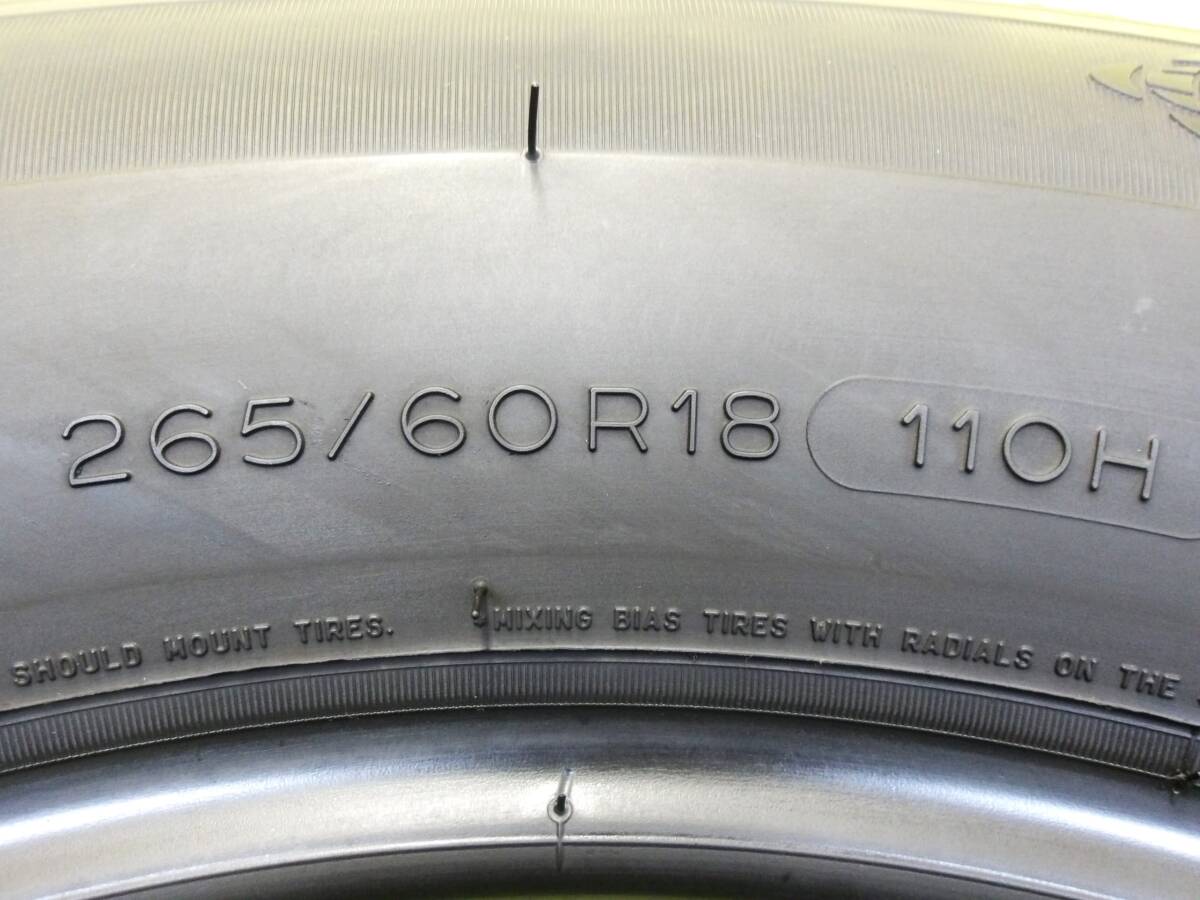 265/60R18 110H
SHOULD MOUNT TIRES. MIXING BIAS TIRES WITH RADIALS ON THE